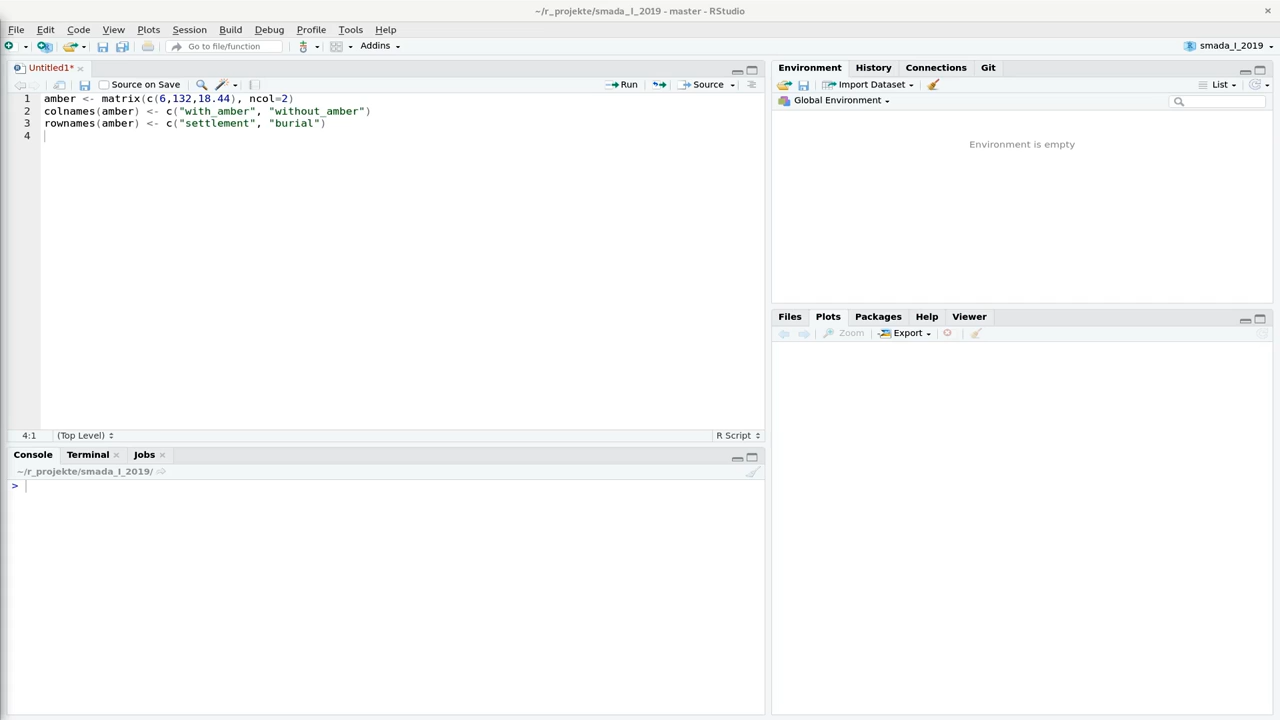 ~/r_projekte/smada_I_2019 - master - RStudio
File Edit Code View Plots Session Build Debug Profile Tools Help
Go to file/function Addins smada_I_2019
Untitled1*
Source on Save Run Source
1 amber <- matrix(c(6,132,18.44), ncol=2)
2 colnames(amber) <- c("with_amber", "without_amber")
3 rownames(amber) <- c("settlement", "burial")
4
4:1 (Top Level) R Script
Console Terminal Jobs
~/r_projekte/smada_I_2019/
>
Environment History Connections Git
Import Dataset List
Global Environment
Environment is empty
Files Plots Packages Help Viewer
Zoom Export